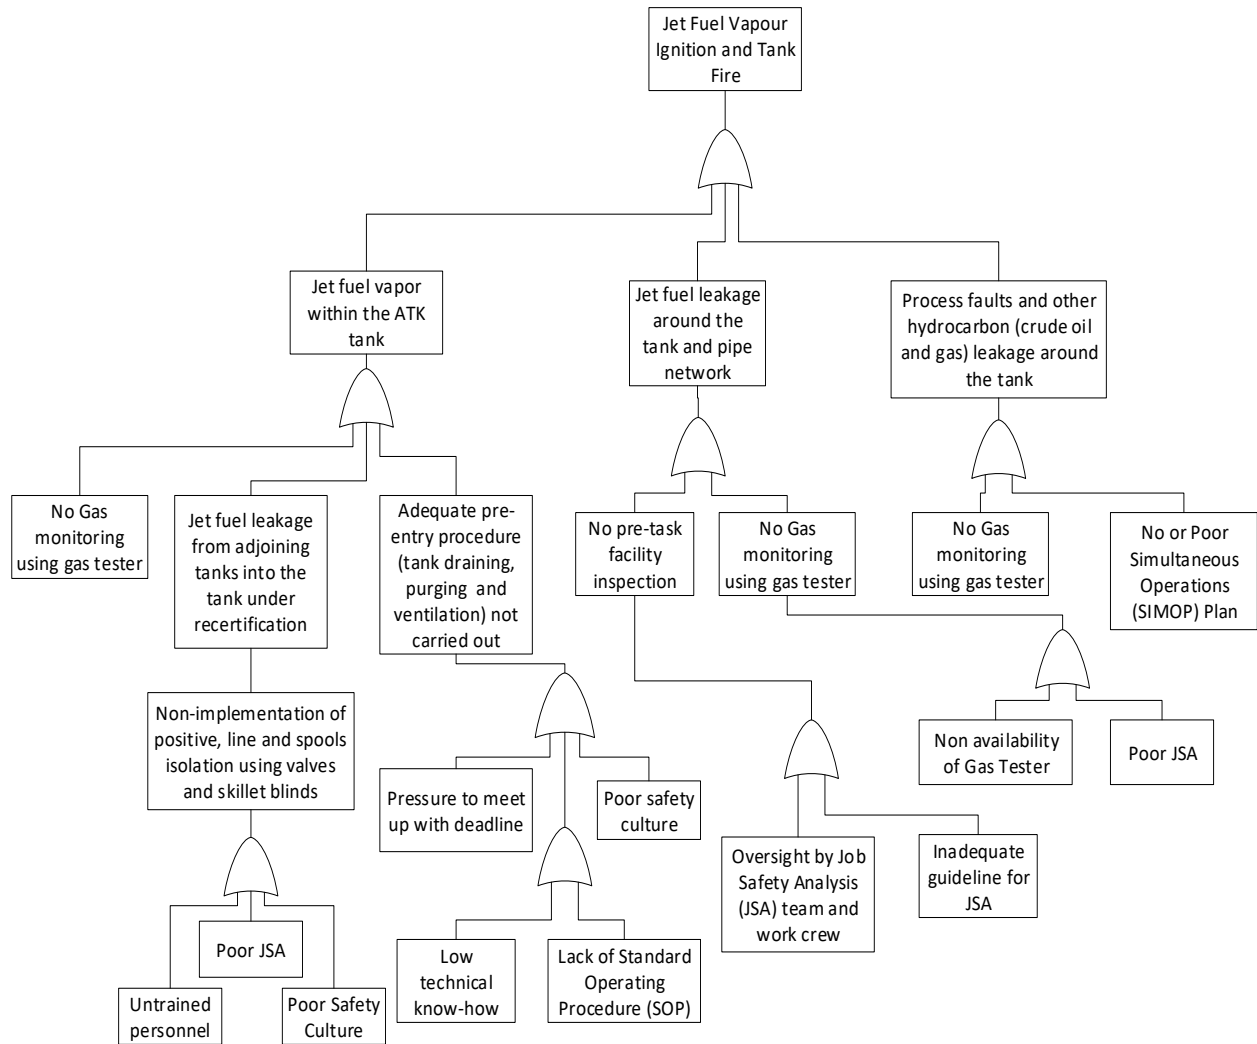 Jet Fuel Vapour
Ignition and Tank
Fire
Jet fuel vapor
within the ATK
tank
Jet fuel leakage
around the
tank and pipe
network
Process faults and other
hydrocarbon (crude oil
and gas) leakage around
the tank
No Gas
monitoring
using gas tester
Jet fuel leakage
from adjoining
tanks into the
tank under
recertification
Adequate pre-
entry procedure
(tank draining,
purging and
ventilation) not
carried out
No pre-task
facility
inspection
No Gas
monitoring
using gas tester
No Gas
monitoring
using gas tester
No or Poor
Simultaneous
Operations
(SIMOP) Plan
Non-implementation of
positive, line and spools
isolation using valves
and skillet blinds
Pressure to meet
up with deadline
Poor safety
culture
Non availability
of Gas Tester
Poor JSA
Oversight by Job
Safety Analysis
(JSA) team and
work crew
Inadequate
guideline for
JSA
Poor JSA
Low
technical
know-how
Lack of Standard
Operating
Procedure (SOP)
Untrained
personnel
Poor Safety
Culture